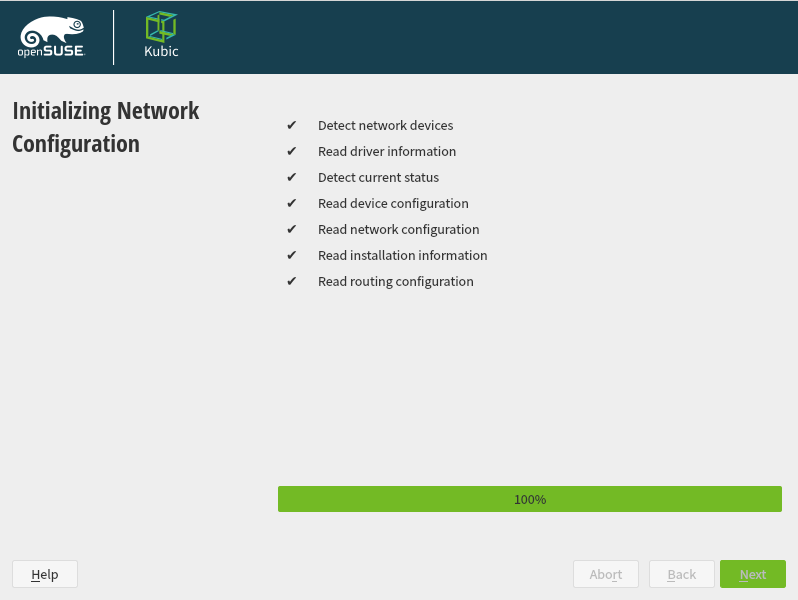 openSUSE
Kubic
Initializing Network
Configuration
✔ Detect network devices
✔ Read driver information
✔ Detect current status
✔ Read device configuration
✔ Read network configuration
✔ Read installation information
✔ Read routing configuration
100%
Help
Abort
Back
Next